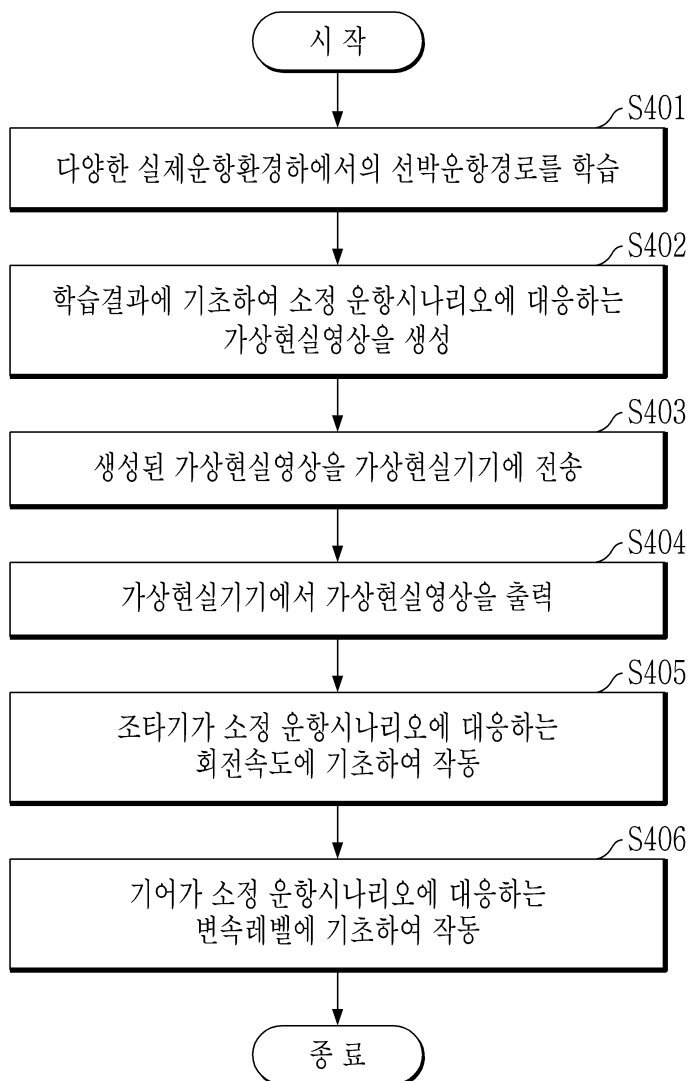 시 작
S401
다양한 실제운항환경하에서의 선박운항경로를 학습
S402
학습결과에 기초하여 소정 운항시나리오에 대응하는
가상현실영상을 생성
S403
생성된 가상현실영상을 가상현실기기에 전송
S404
가상현실기기에서 가상현실영상을 출력
S405
조타기가 소정 운항시나리오에 대응하는
회전속도에 기초하여 작동
S406
기어가 소정 운항시나리오에 대응하는
변속레벨에 기초하여 작동
종 료